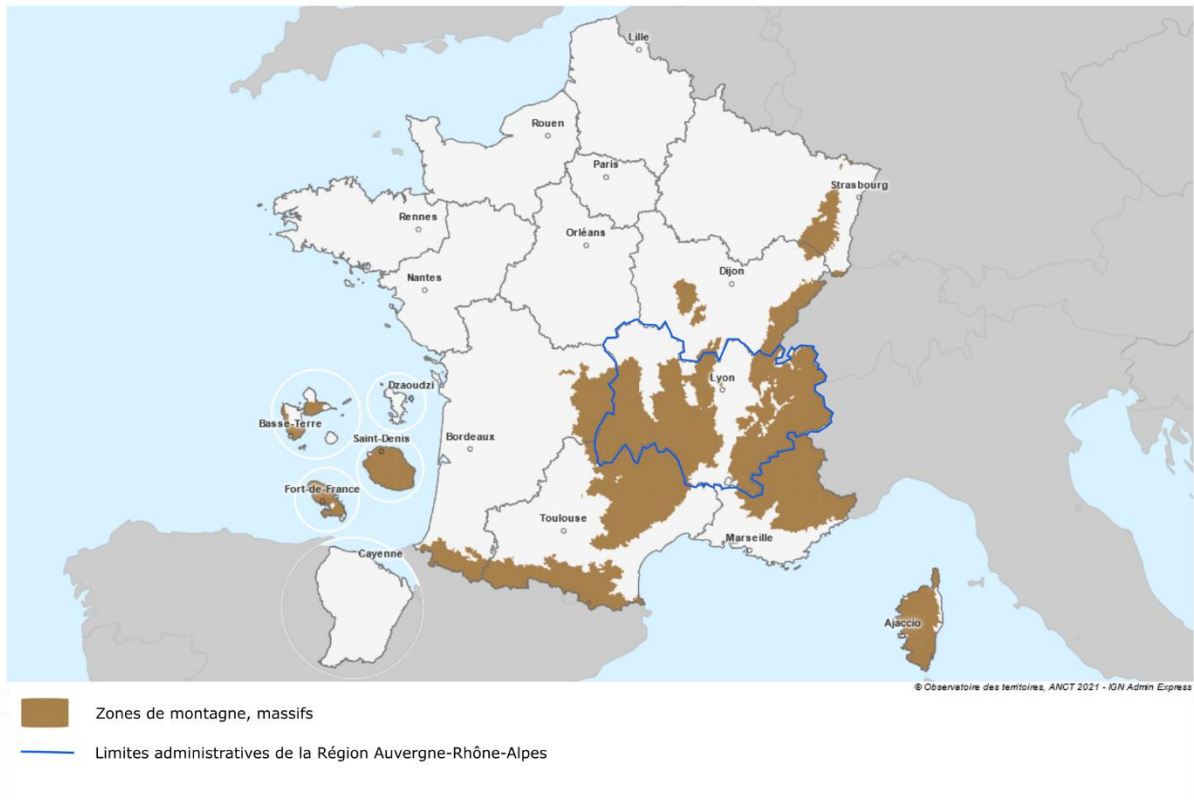 Lille
Rouen
Paris
Strasbourg
Rennes
Orléans
Dijon
Nantes
Lyon
Dzaoudzi
Basse-Terre
Saint-Denis
Bordeaux
Fort-de-France
Toulouse
Marseille
Cayenne
Ajaccio
© Observatoire des territoires, ANCT 2021 - IGN Admin Express
Zones de montagne, massifs
Limites administratives de la Région Auvergne-Rhône-Alpes